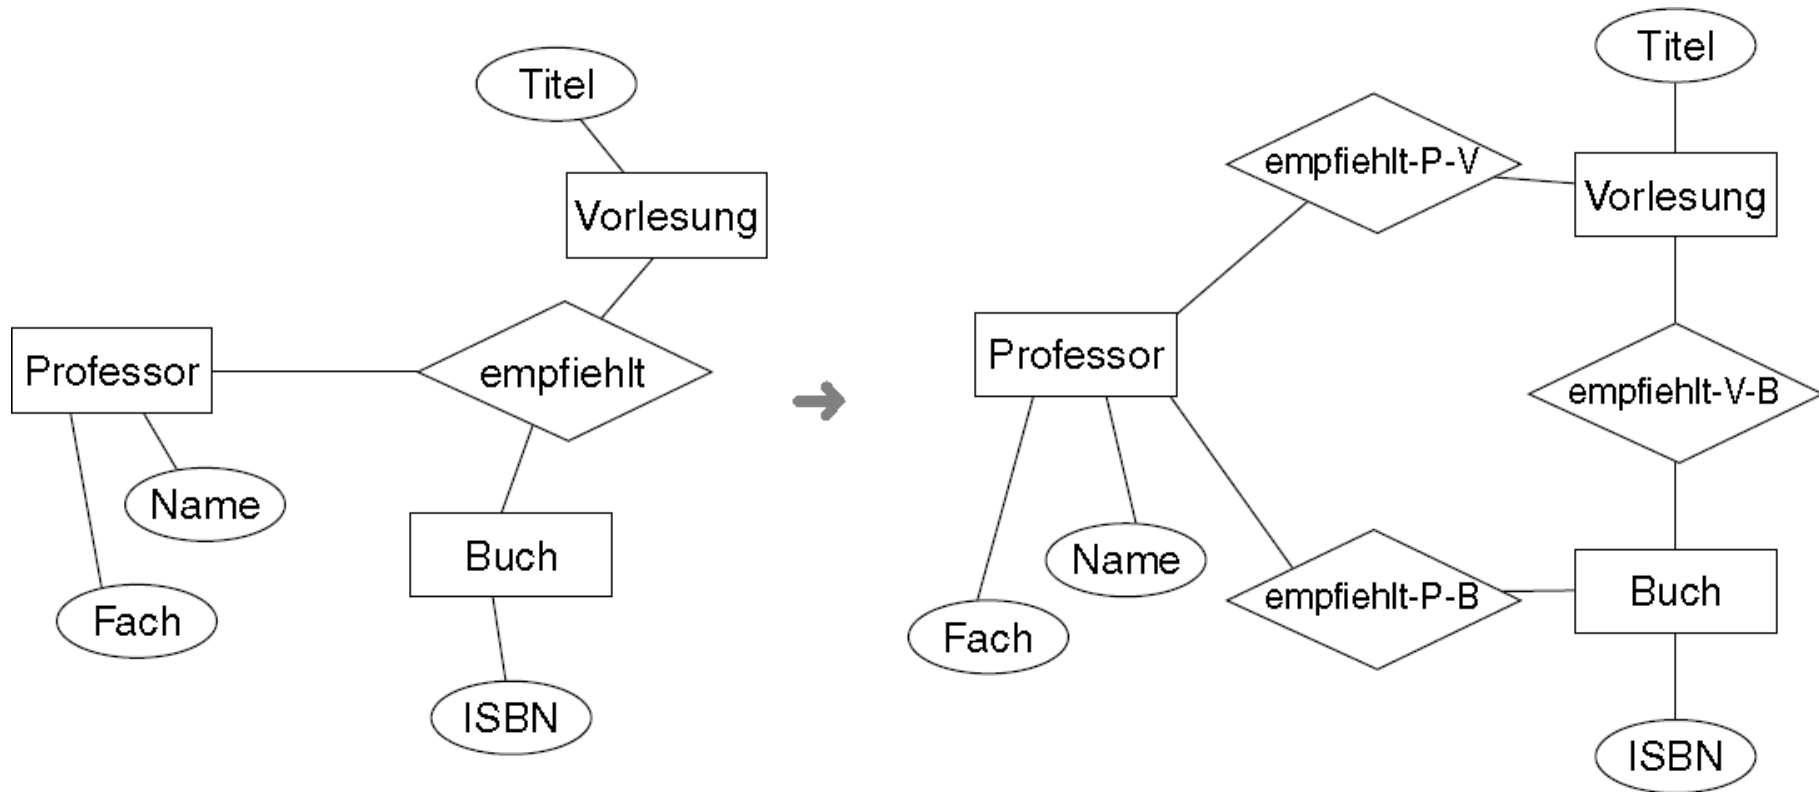 Titel
Vorlesung
Professor
empfiehlt
Name
Buch
Fach
ISBN
Titel
empfiehlt-P-V
Vorlesung
Professor
empfiehlt-V-B
Name
empfiehlt-P-B
Buch
Fach
ISBN